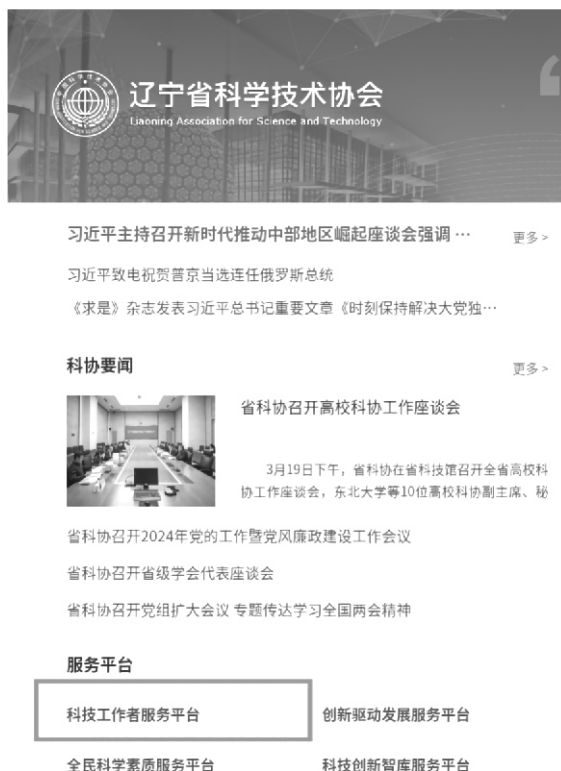 辽宁省科学技术协会
Liaoning Association for Science and Technology
习近平主持召开新时代推动中部地区崛起座谈会强调 …
更多 >
习近平致电祝贺普京当选连任俄罗斯总统
《求是》杂志发表习近平总书记重要文章《时刻保持解决大党独…
科协要闻
更多 >
省科协召开高校科协工作座谈会
3月19日下午，省科协在省科技馆召开全省高校科
协工作座谈会，东北大学等10位高校科协副主席、秘
省科协召开2024年党的工作暨党风廉政建设工作会议
省科协召开省级学会代表座谈会
省科协召开党组扩大会议 专题传达学习全国两会精神
服务平台
科技工作者服务平台
创新驱动发展服务平台
全民科学素质服务平台
科技创新智库服务平台